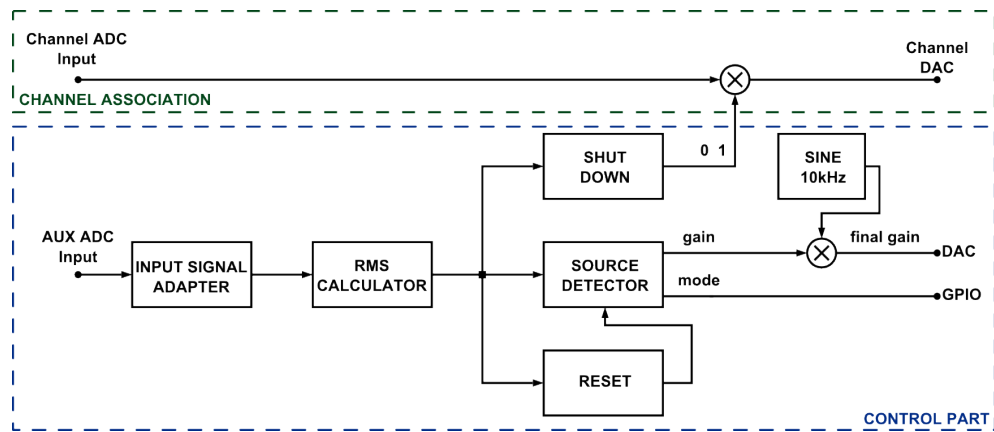 Channel ADC
Input
Channel
DAC
CHANNEL ASSOCIATION
0 1
SHUT
DOWN
SINE
10kHz
AUX ADC
Input
INPUT SIGNAL
ADAPTER
RMS
CALCULATOR
SOURCE
DETECTOR
gain
final gain
DAC
mode
GPIO
RESET
CONTROL PART